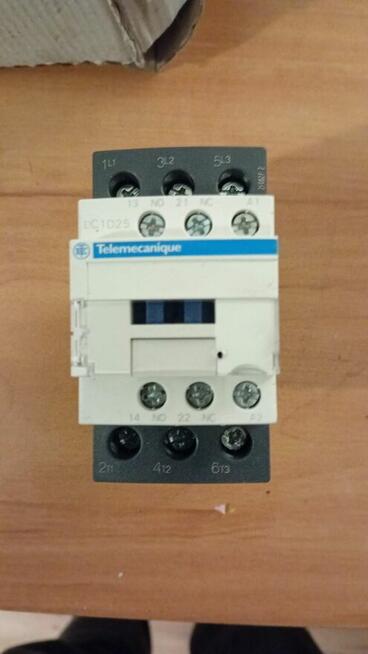 1L1 3L2 5L3
13 NO 21 NC A1
LC1D25
Telemecanique
14 NO 22 NC A2
2T1 4T2 6T3